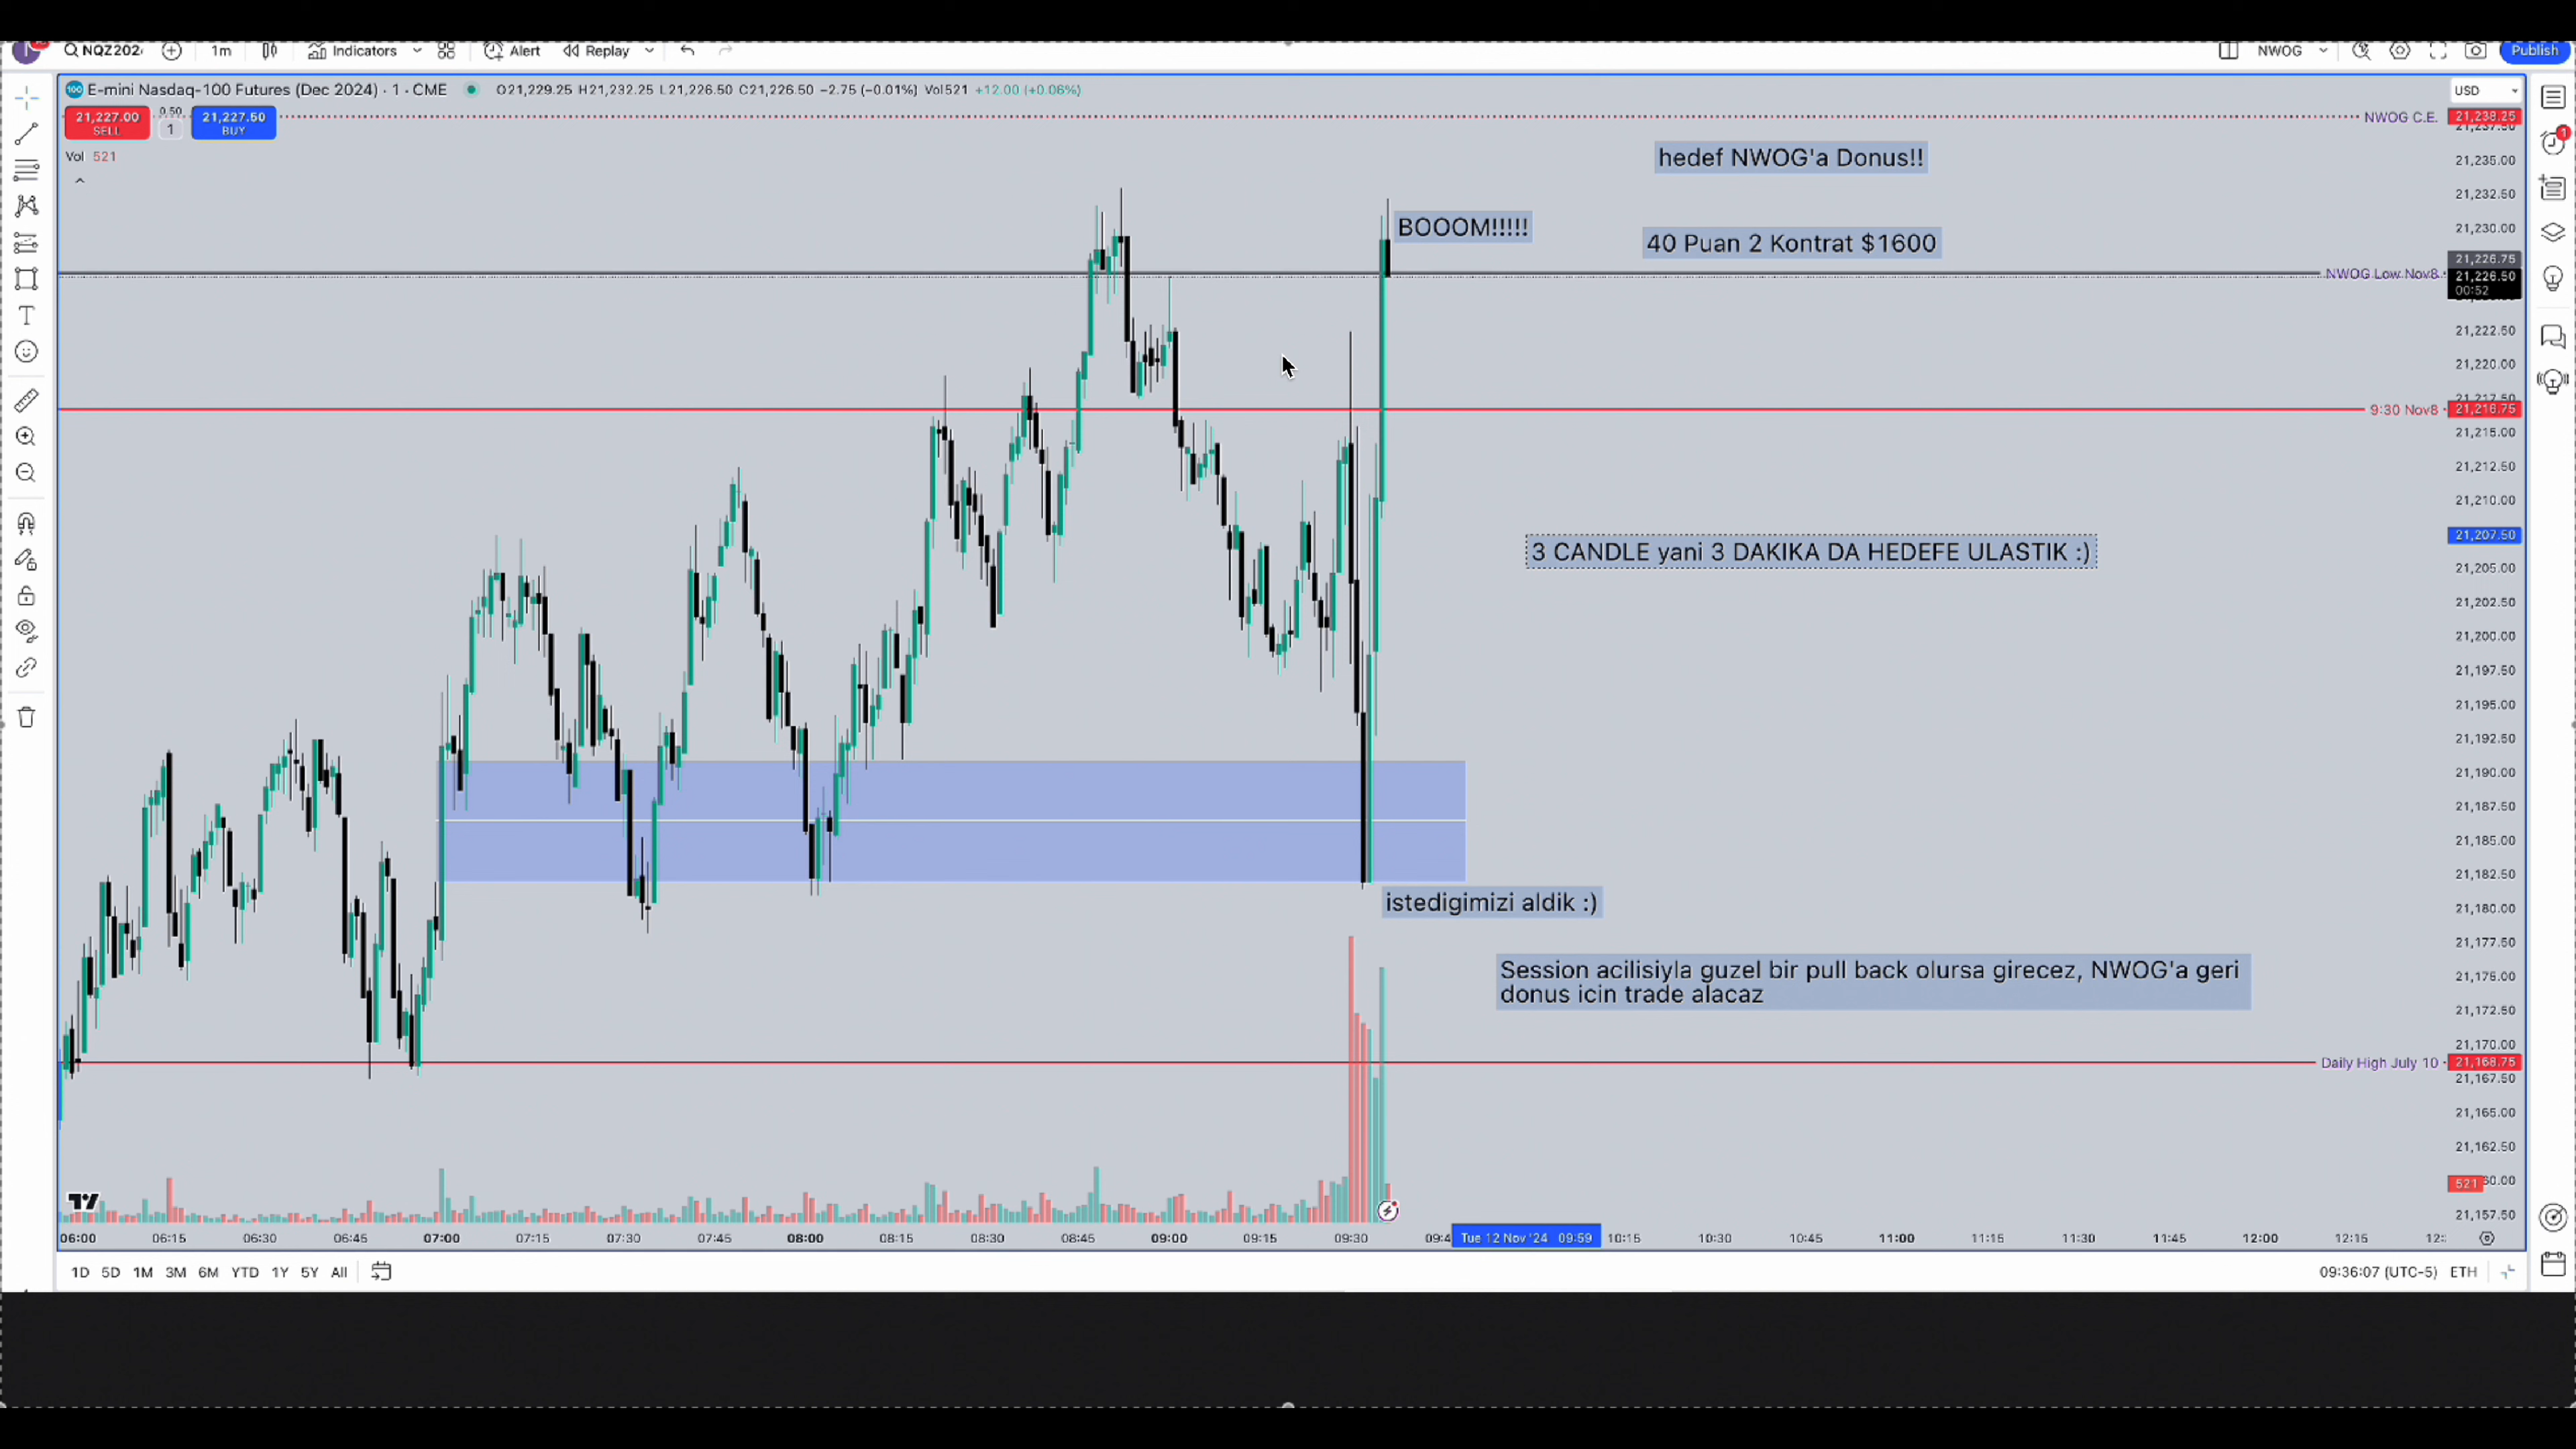 NQZ202
1m
Indicators
Alert
Replay
NWOG
Publish
E-mini Nasdaq-100 Futures (Dec 2024) · 1 · CME
O21,229.25 H21,232.25 L21,226.50 C21,226.50 −2.75 (−0.01%) Vol521 +12.00 (+0.06%)
USD
21,227.00
SELL
0.50
1
21,227.50
BUY
Vol 521
NWOG C.E.
21,238.25
21,237.50
hedef NWOG'a Donus!!
21,235.00
21,232.50
BOOOM!!!!!
21,230.00
40 Puan 2 Kontrat $1600
NWOG Low Nov8
21,226.75
21,226.50
00:52
21,222.50
21,220.00
21,217.50
9:30 Nov8
21,216.75
21,215.00
21,212.50
21,210.00
21,207.50
3 CANDLE yani 3 DAKIKA DA HEDEFE ULASTIK :)
21,205.00
21,202.50
21,200.00
21,197.50
21,195.00
21,192.50
21,190.00
21,187.50
21,185.00
21,182.50
istedigimizi aldik :)
21,180.00
21,177.50
Session acilisiyla guzel bir pull back olursa girecez, NWOG'a geri
donus icin trade alacaz
21,175.00
21,172.50
21,170.00
Daily High July 10
21,168.75
21,167.50
21,165.00
21,162.50
521
21,157.50
06:00 06:15 06:30 06:45 07:00 07:15 07:30 07:45 08:00 08:15 08:30 08:45 09:00 09:15 09:30 09:4 Tue 12 Nov '24 09:59 10:15 10:30 10:45 11:00 11:15 11:30 11:45 12:00 12:15 12:
1D 5D 1M 3M 6M YTD 1Y 5Y All
09:36:07 (UTC-5) ETH